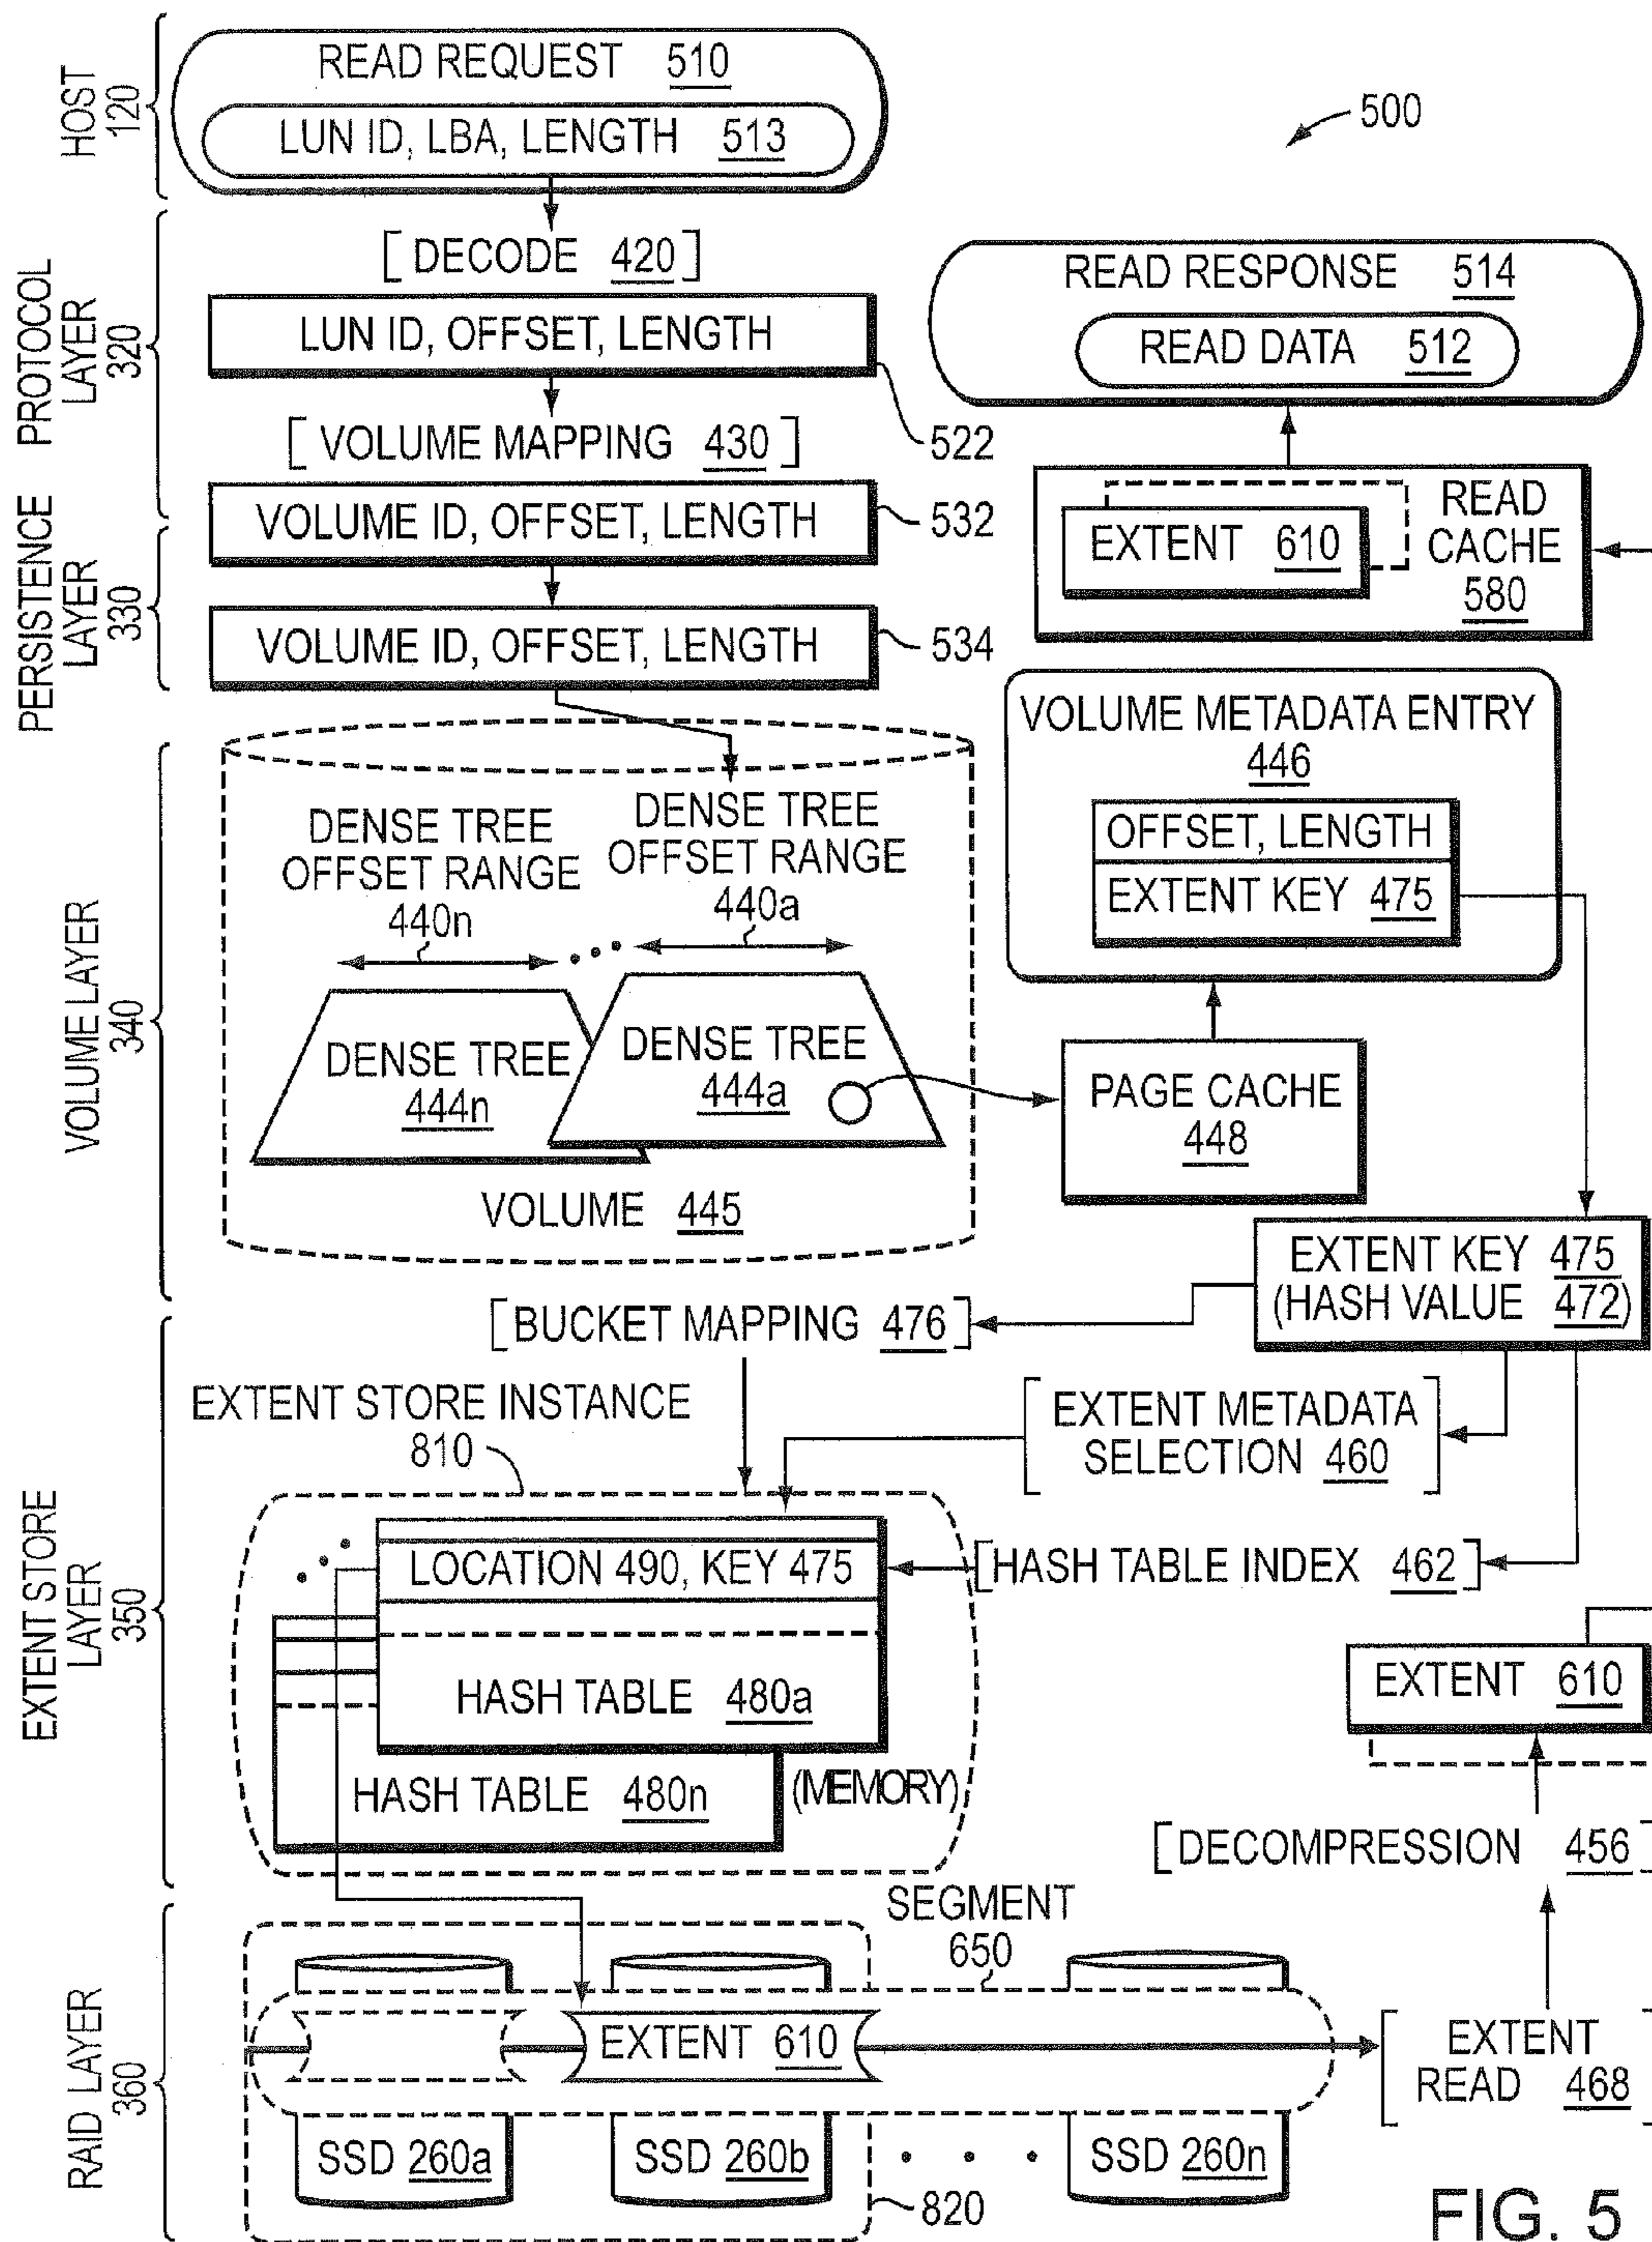 HOST
120
READ REQUEST 510
LUN ID, LBA, LENGTH 513
500
PROTOCOL
LAYER
320
[ DECODE 420 ]
LUN ID, OFFSET, LENGTH
522
[ VOLUME MAPPING 430 ]
READ RESPONSE 514
READ DATA 512
PERSISTENCE
LAYER
330
VOLUME ID, OFFSET, LENGTH
532
VOLUME ID, OFFSET, LENGTH
534
EXTENT 610
READ
CACHE
580
VOLUME LAYER
340
DENSE TREE
OFFSET RANGE
440n
DENSE TREE
OFFSET RANGE
440a
DENSE TREE
444n
DENSE TREE
444a
VOLUME 445
VOLUME METADATA ENTRY
446
OFFSET, LENGTH
EXTENT KEY 475
PAGE CACHE
448
EXTENT KEY 475
(HASH VALUE 472)
EXTENT STORE
LAYER
350
[BUCKET MAPPING 476]
EXTENT STORE INSTANCE
810
[EXTENT METADATA
SELECTION 460]
LOCATION 490, KEY 475
[HASH TABLE INDEX 462]
HASH TABLE 480a
HASH TABLE 480n
(MEMORY)
EXTENT 610
[DECOMPRESSION 456]
RAID LAYER
360
SEGMENT
650
EXTENT 610
[EXTENT
READ 468]
SSD 260a
SSD 260b
SSD 260n
820
FIG. 5